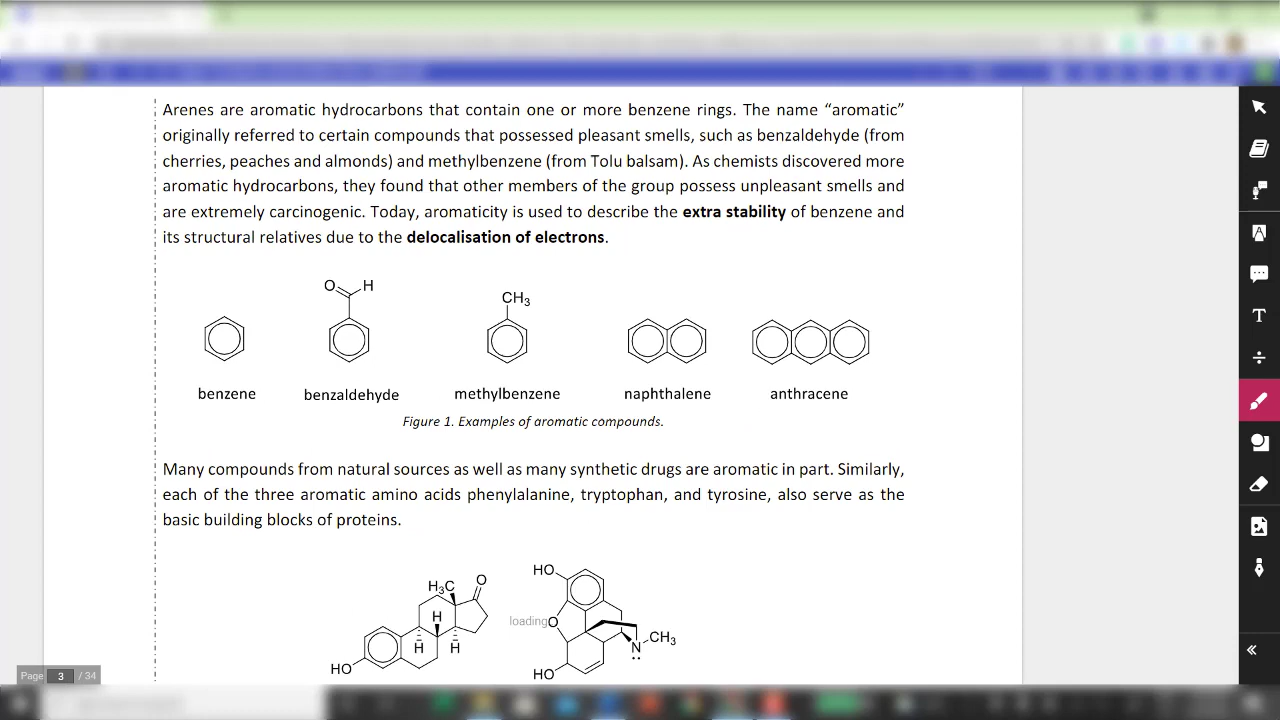 Arenes are aromatic hydrocarbons that contain one or more benzene rings. The name “aromatic”
originally referred to certain compounds that possessed pleasant smells, such as benzaldehyde (from
cherries, peaches and almonds) and methylbenzene (from Tolu balsam). As chemists discovered more
aromatic hydrocarbons, they found that other members of the group possess unpleasant smells and
are extremely carcinogenic. Today, aromaticity is used to describe the extra stability of benzene and
its structural relatives due to the delocalisation of electrons.
O H
CH3
benzene benzaldehyde methylbenzene naphthalene anthracene
Figure 1. Examples of aromatic compounds.
Many compounds from natural sources as well as many synthetic drugs are aromatic in part. Similarly,
each of the three aromatic amino acids phenylalanine, tryptophan, and tyrosine, also serve as the
basic building blocks of proteins.
H3C O
H
H H
HO
HO
loading O
CH3
N
HO
Page 3 / 34
T